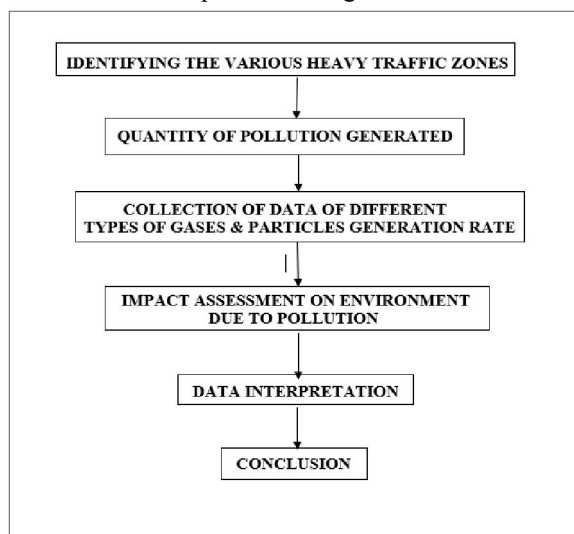 IDENTIFYING THE VARIOUS HEAVY TRAFFIC ZONES
QUANTITY OF POLLUTION GENERATED
COLLECTION OF DATA OF DIFFERENT
TYPES OF GASES & PARTICLES GENERATION RATE
IMPACT ASSESSMENT ON ENVIRONMENT
DUE TO POLLUTION
DATA INTERPRETATION
CONCLUSION